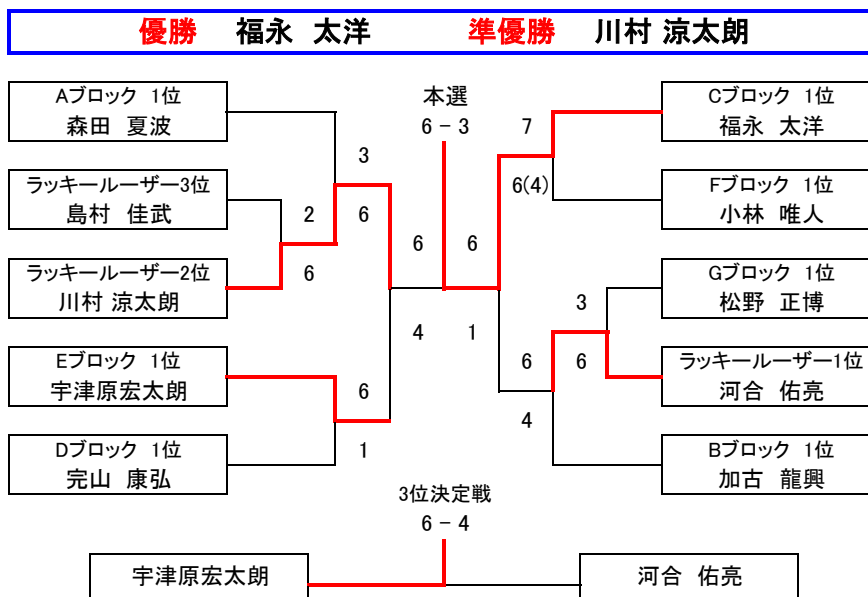 優勝 福永 太洋 準優勝 川村 涼太朗
Aブロック 1位
森田 夏波
ラッキールーザー3位
島村 佳武
ラッキールーザー2位
川村 涼太朗
Eブロック 1位
宇津原宏太朗
Dブロック 1位
完山 康弘
3
2
6
6
6
4
6
1
本選
6 − 3
7
6(4)
6
1
3
6
6
4
Cブロック 1位
福永 太洋
Fブロック 1位
小林 唯人
Gブロック 1位
松野 正博
ラッキールーザー1位
河合 佑亮
Bブロック 1位
加古 龍興
3位決定戦
6 − 4
宇津原宏太朗
河合 佑亮